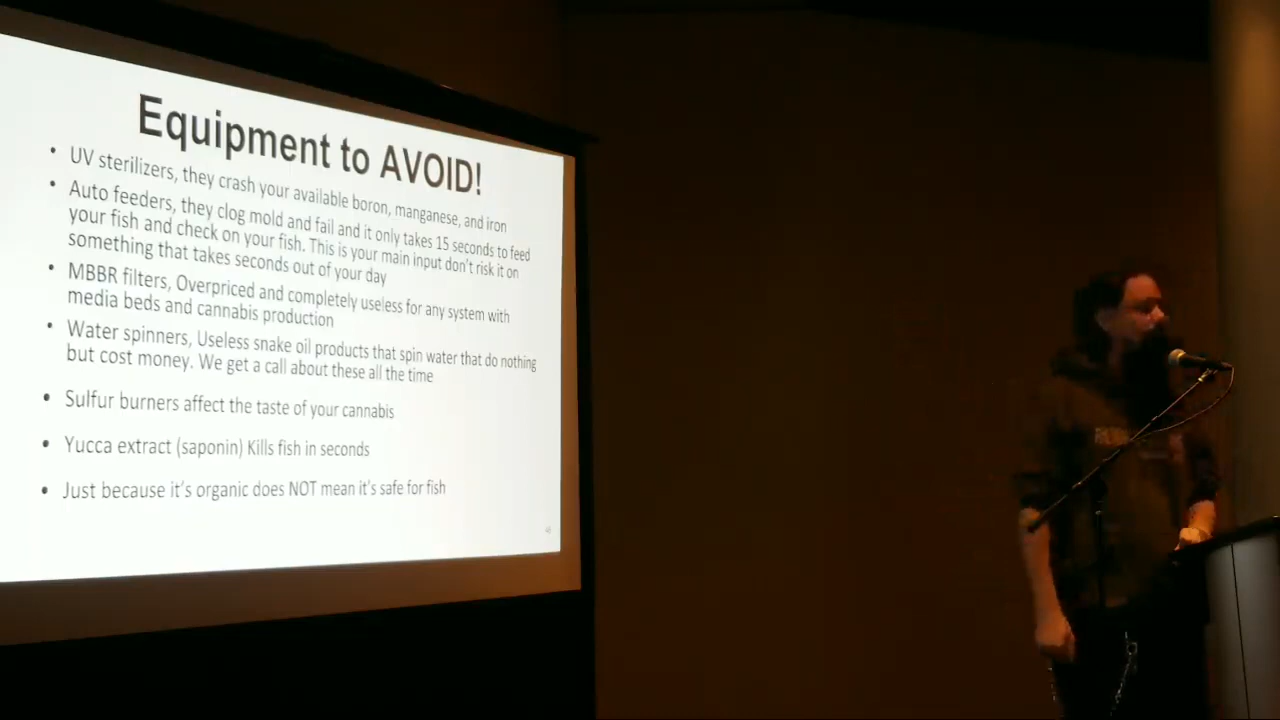 Equipment to AVOID!
• UV sterilizers, they crash your available boron, manganese, and iron
• Auto feeders, they clog mold and fail and it only takes 15 seconds to feed
your fish and check on your fish. This is your main input don't risk it on
something that takes seconds out of your day
• MBBR filters, Overpriced and completely useless for any system with
media beds and cannabis production
• Water spinners, Useless snake oil products that spin water that do nothing
but cost money. We get a call about these all the time
• Sulfur burners affect the taste of your cannabis
• Yucca extract (saponin) Kills fish in seconds
• Just because it's organic does NOT mean it's safe for fish